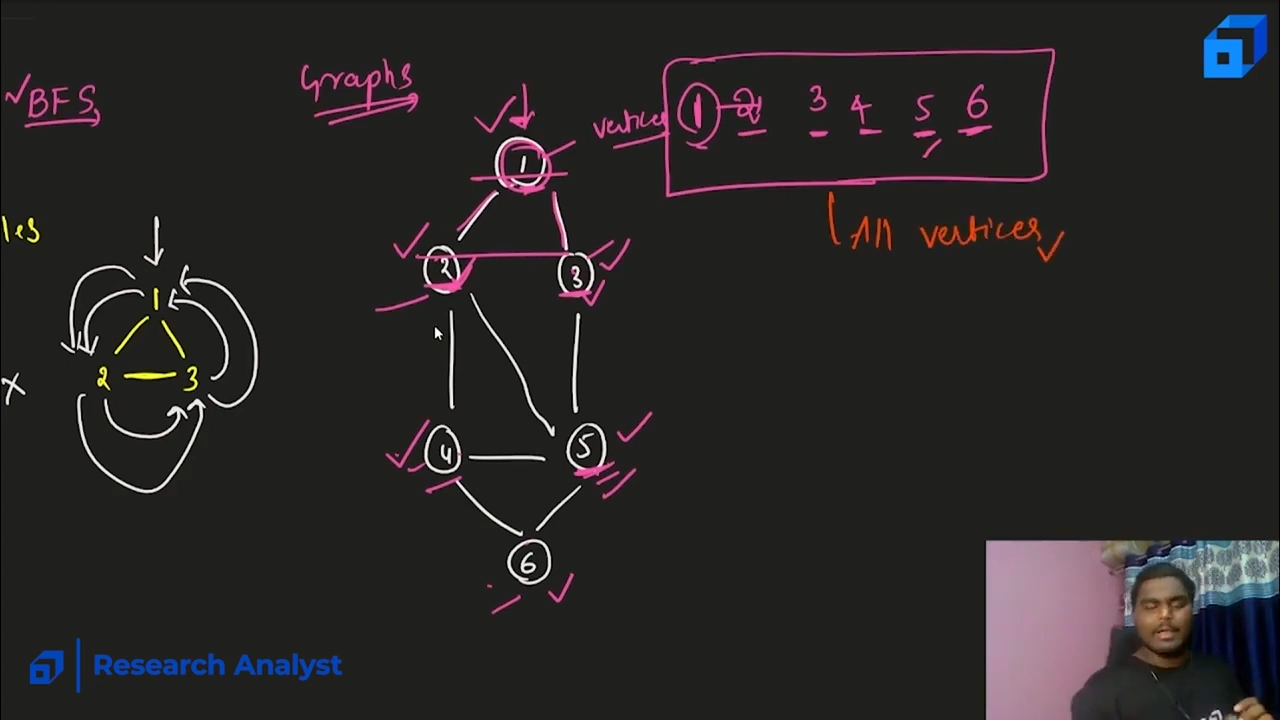 BFS
Graphs
vertices
1 2 3 4 5 6
All vertices
les
1
2 3
x
1
2 3
4 5
6
Research Analyst